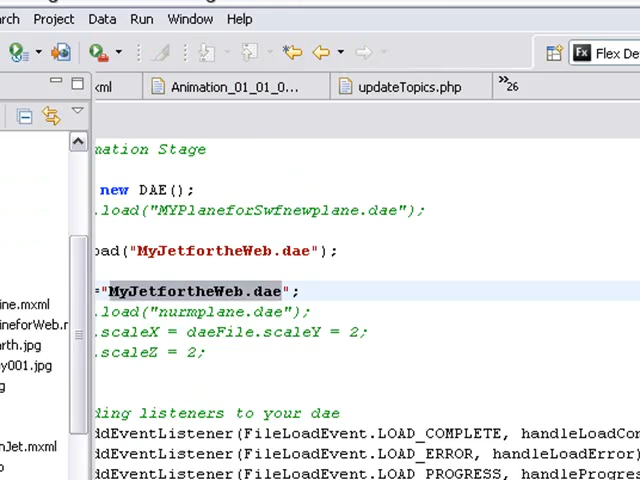 rch Project Data Run Window Help
Fx Flex De
xml Animation_01_01_0... updateTopics.php »26
mation Stage
new DAE();
.load("MYPlaneforSwfnewplane.dae");
oad("MyJetfortheWeb.dae");
="MyJetfortheWeb.dae";
ine.mxml
.load("nurmplane.dae");
ineforWeb.m
.scaleX = daeFile.scaleY = 2;
arth.jpg
.scaleZ = 2;
ey001.jpg
g
ding listeners to your dae
ddEventListener(FileLoadEvent.LOAD_COMPLETE, handleLoadCom
nJet.mxml
ddEventListener(FileLoadEvent.LOAD_ERROR, handleLoadError)
ddEventListener(FileLoadEvent.LOAD_PROGRESS, handleProgres